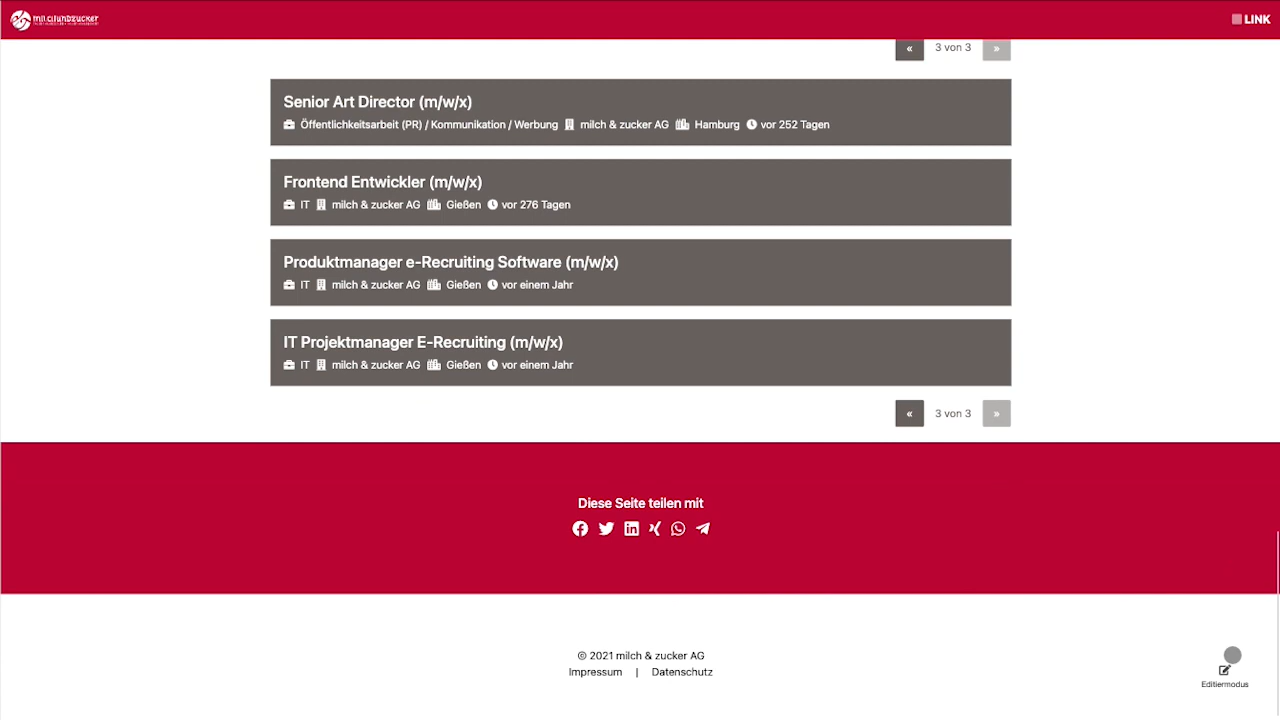 milchundzucker
LINK
« 3 von 3 »
Senior Art Director (m/w/x)
Öffentlichkeitsarbeit (PR) / Kommunikation / Werbung milch & zucker AG Hamburg vor 252 Tagen
Frontend Entwickler (m/w/x)
IT milch & zucker AG Gießen vor 276 Tagen
Produktmanager e-Recruiting Software (m/w/x)
IT milch & zucker AG Gießen vor einem Jahr
IT Projektmanager E-Recruiting (m/w/x)
IT milch & zucker AG Gießen vor einem Jahr
« 3 von 3 »
Diese Seite teilen mit
© 2021 milch & zucker AG
Impressum | Datenschutz
Editiermodus